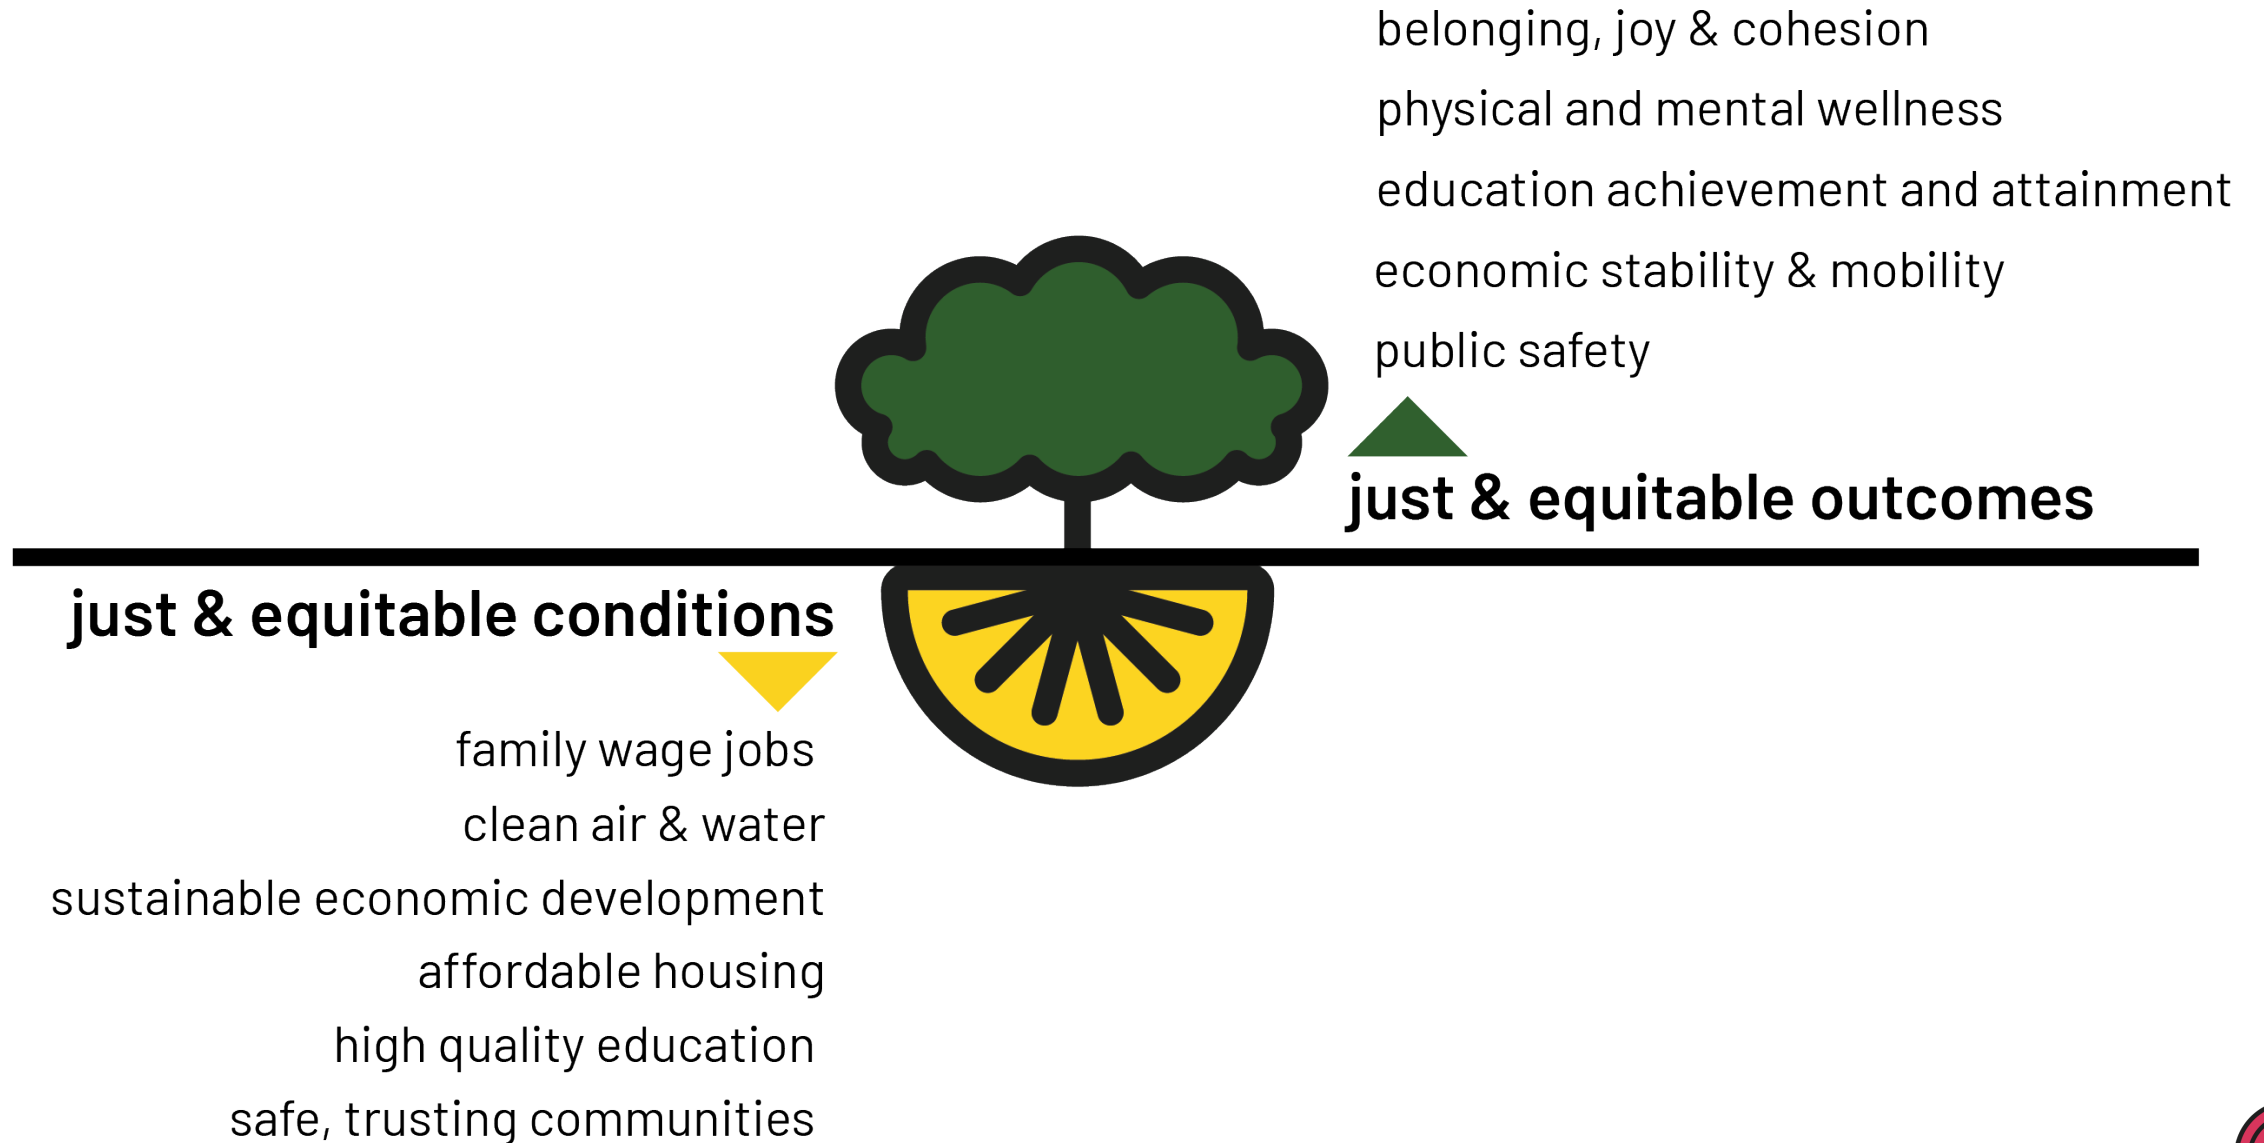 belonging, joy & cohesion
physical and mental wellness
education achievement and attainment
economic stability & mobility
public safety
just & equitable outcomes
just & equitable conditions
family wage jobs
clean air & water
sustainable economic development
affordable housing
high quality education
safe, trusting communities